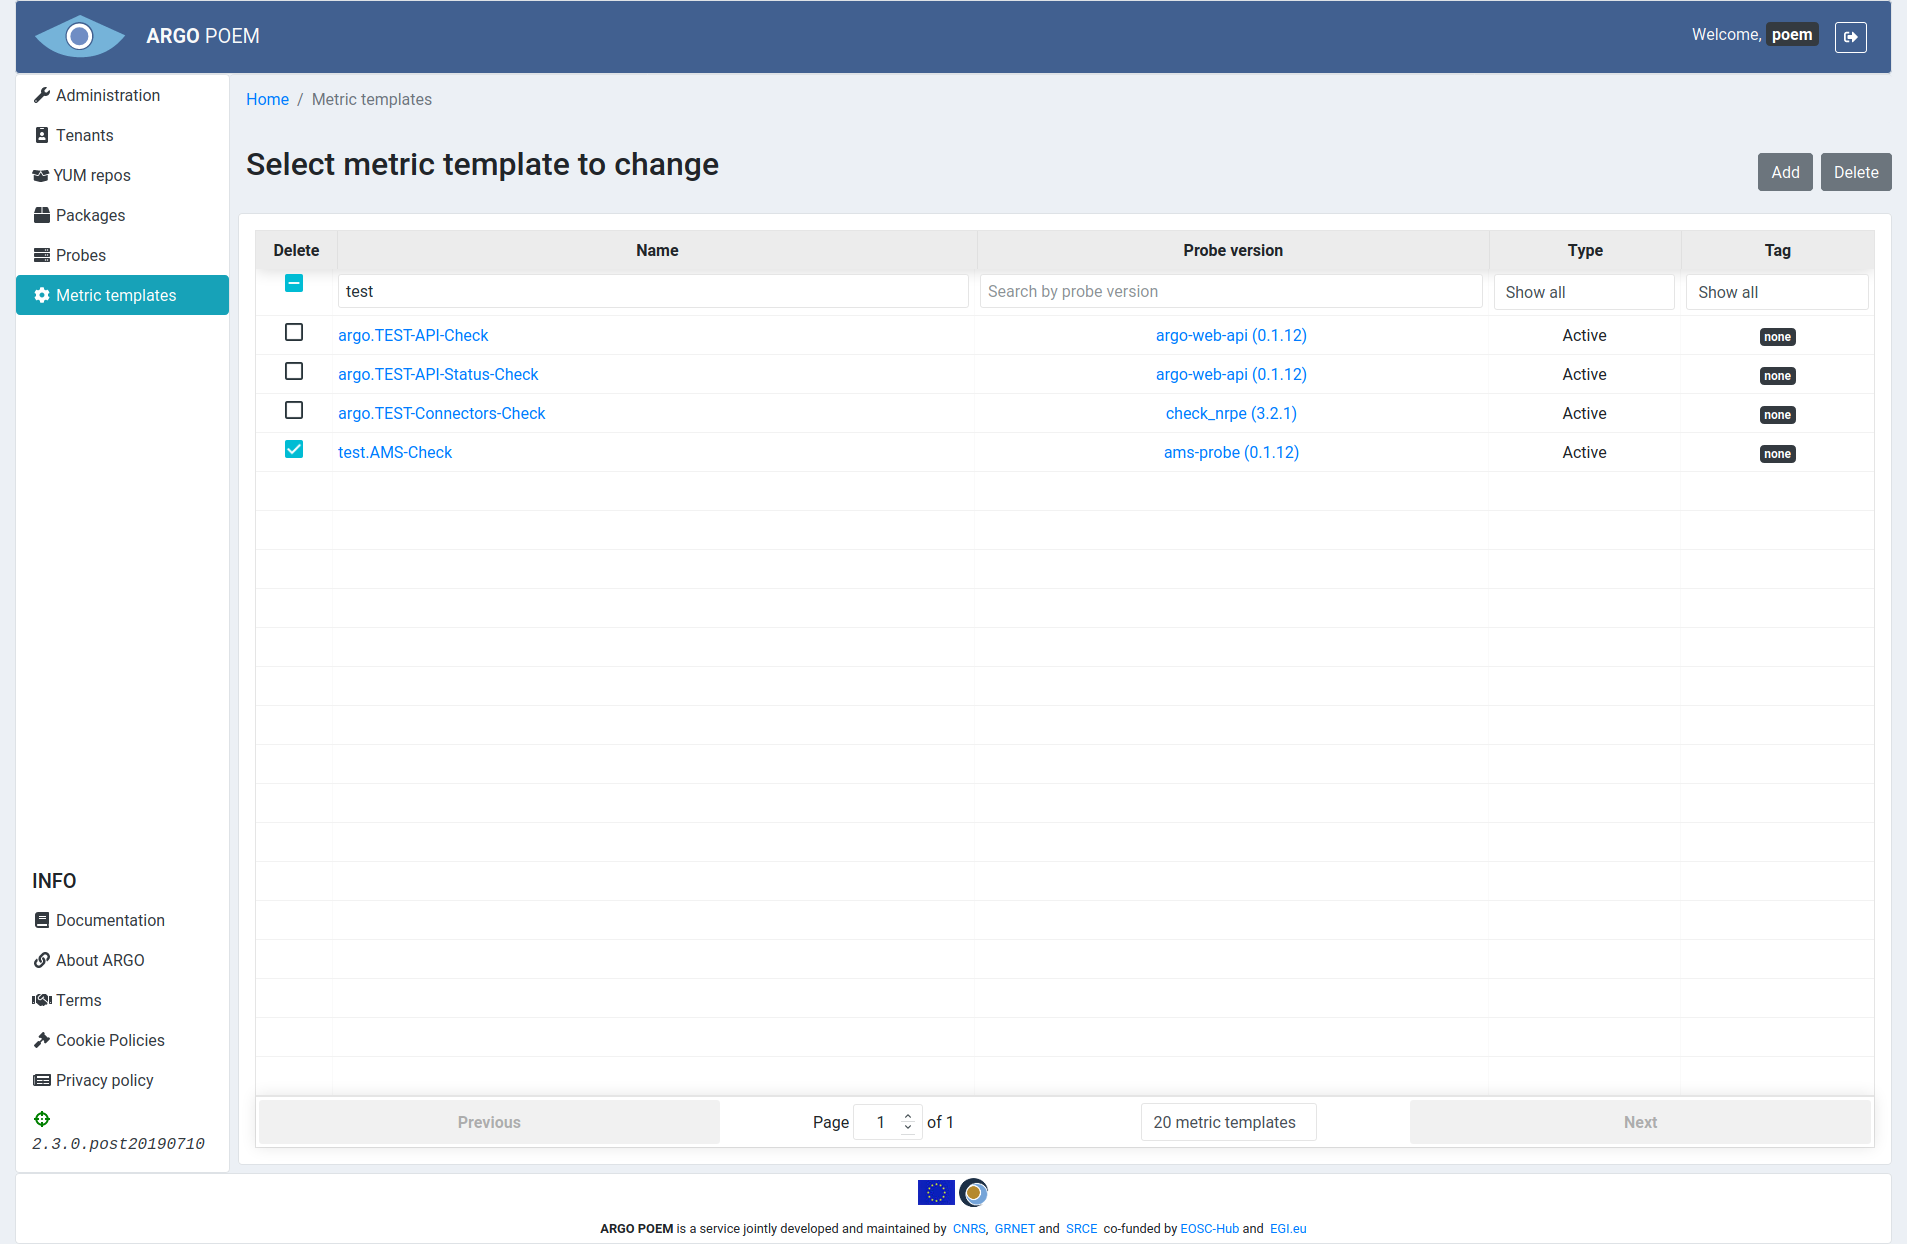 ARGO POEM
Welcome, poem
Administration
Tenants
YUM repos
Packages
Probes
Metric templates
Home / Metric templates
Select metric template to change
Add Delete
Delete Name Probe version Type Tag
test Search by probe version Show all Show all
argo.TEST-API-Check argo-web-api (0.1.12) Active none
argo.TEST-API-Status-Check argo-web-api (0.1.12) Active none
argo.TEST-Connectors-Check check_nrpe (3.2.1) Active none
test.AMS-Check ams-probe (0.1.12) Active none
INFO
Documentation
About ARGO
Terms
Cookie Policies
Privacy policy
2.3.0.post20190710
Previous Page 1 of 1 20 metric templates Next
ARGO POEM is a service jointly developed and maintained by CNRS, GRNET and SRCE co-funded by EOSC-Hub and EGI.eu